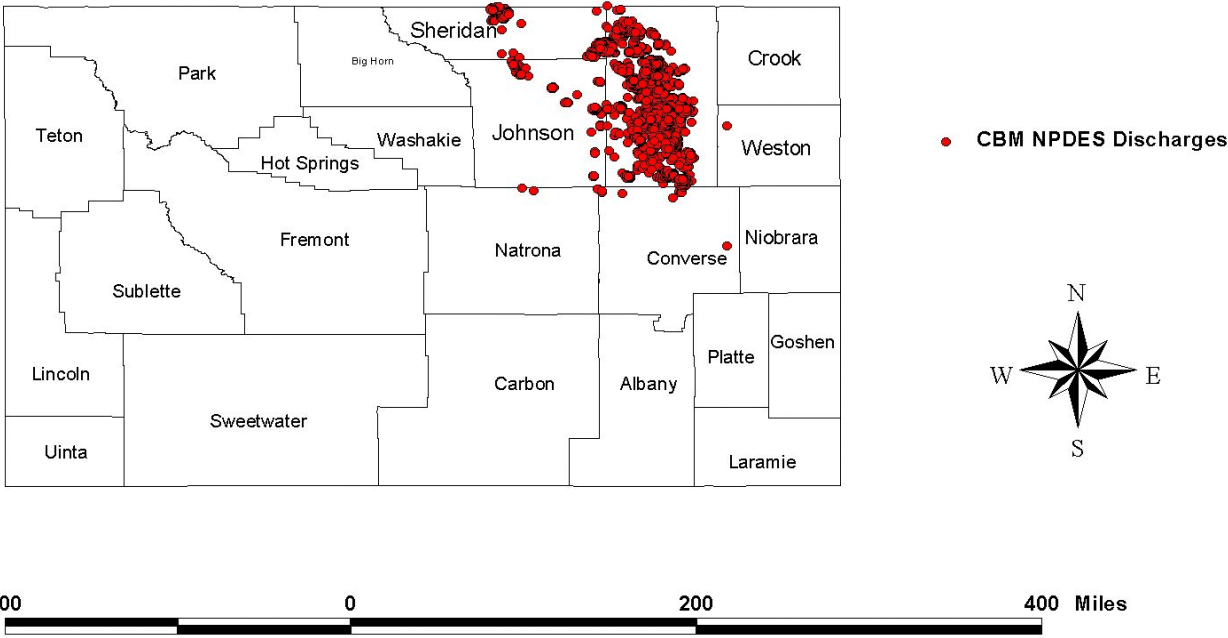 Sheridan
Crook
Park
Big Horn
Teton
Washakie
Johnson
Weston
CBM NPDES Discharges
Hot Springs
Fremont
Natrona
Niobrara
Converse
Sublette
N
Goshen
Platte
Lincoln
Carbon
Albany
W
E
Sweetwater
Uinta
Laramie
S
00
0
200
400 Miles